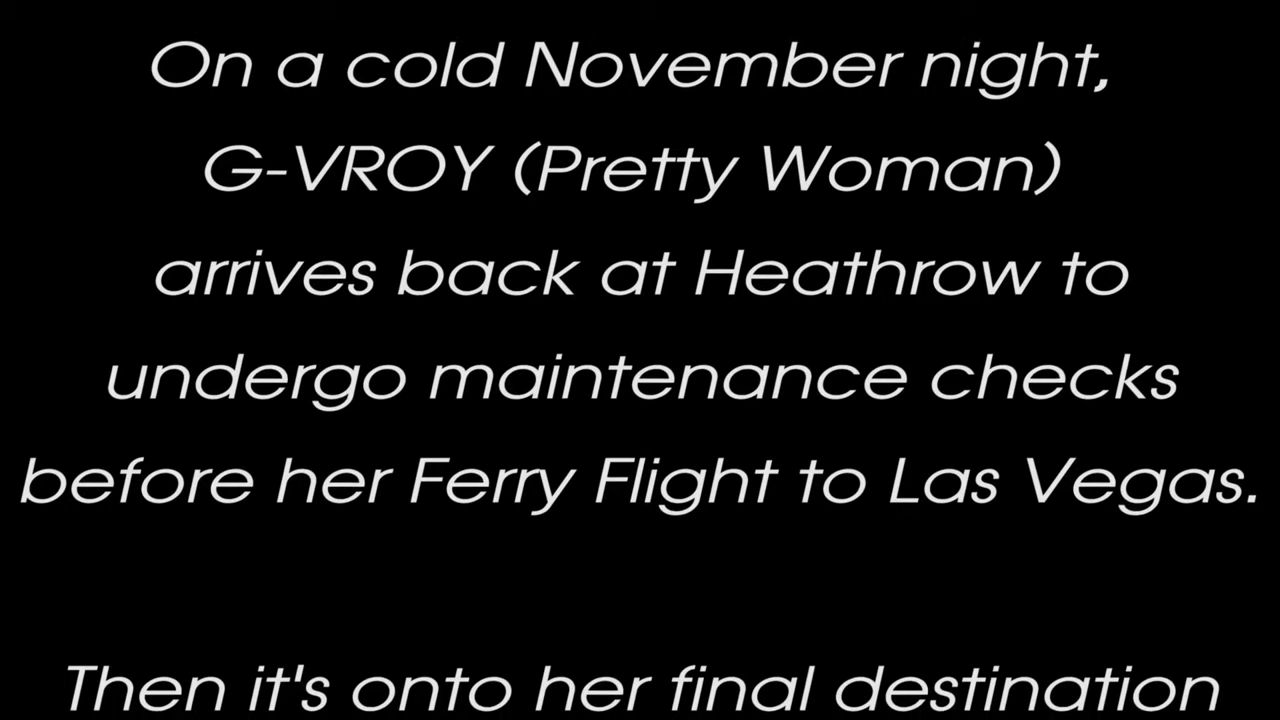 On a cold November night,
G-VROY (Pretty Woman)
arrives back at Heathrow to
undergo maintenance checks
before her Ferry Flight to Las Vegas.
Then it's onto her final destination